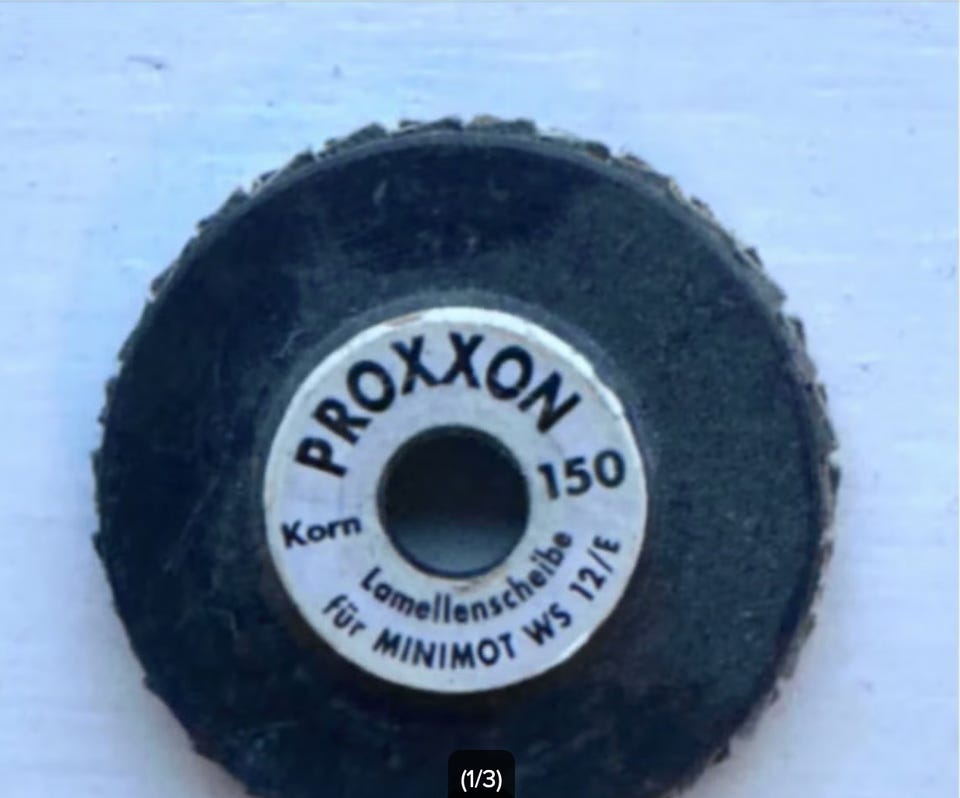 PROXXON
Korn 150
Lamellenscheibe
für MINIMOT WS 12/E
(1/3)